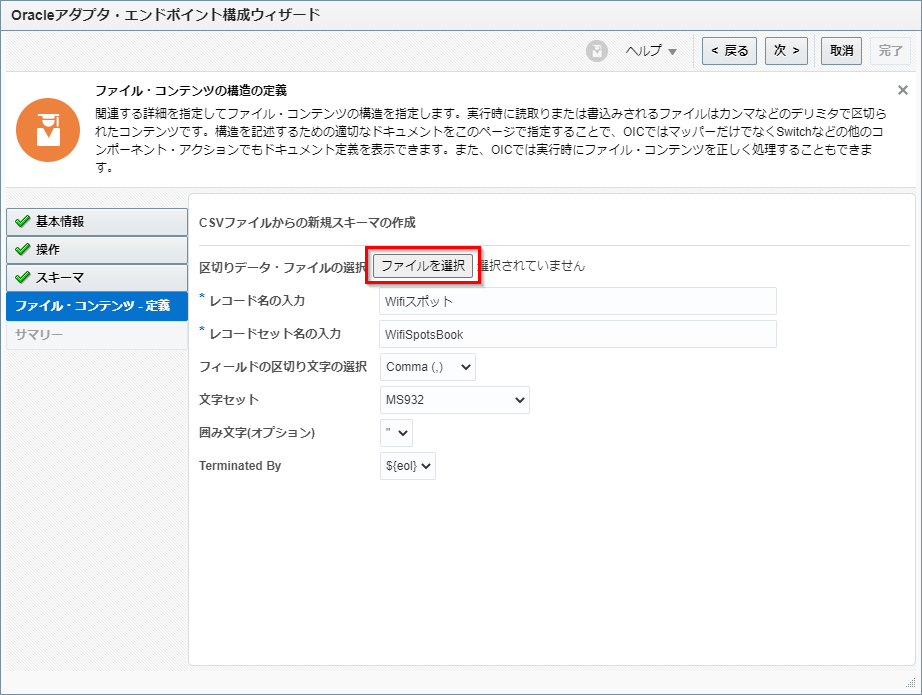 Oracleアダプタ・エンドポイント構成ウィザード
ヘルプ
< 戻る
次 >
取消
完了
ファイル・コンテンツの構造の定義
関連する詳細を指定してファイル・コンテンツの構造を指定します。実行時に読取りまたは書込みされるファイルはカンマなどのデリミタで区切ら
れたコンテンツです。構造を記述するための適切なドキュメントをこのページで指定することで、OICではマッパーだけでなくSwitchなどの他のコ
ンポーネント・アクションでもドキュメント定義を表示できます。また、OICでは実行時にファイル・コンテンツを正しく処理することもできま
す。
基本情報
操作
スキーマ
ファイル・コンテンツ - 定義
サマリー
CSVファイルからの新規スキーマの作成
区切りデータ・ファイルの選択 ファイルを選択 選択されていません
* レコード名の入力 Wifiスポット
* レコードセット名の入力 WifiSpotsBook
フィールドの区切り文字の選択 Comma (,)
文字セット MS932
囲み文字(オプション) "
Terminated By ${eol}